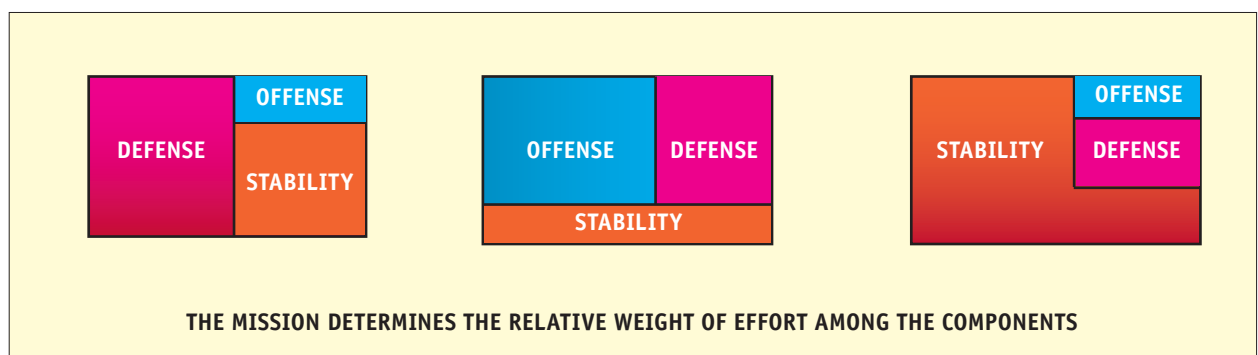 DEFENSE
OFFENSE
STABILITY
OFFENSE
DEFENSE
STABILITY
STABILITY
OFFENSE
DEFENSE
THE MISSION DETERMINES THE RELATIVE WEIGHT OF EFFORT AMONG THE COMPONENTS